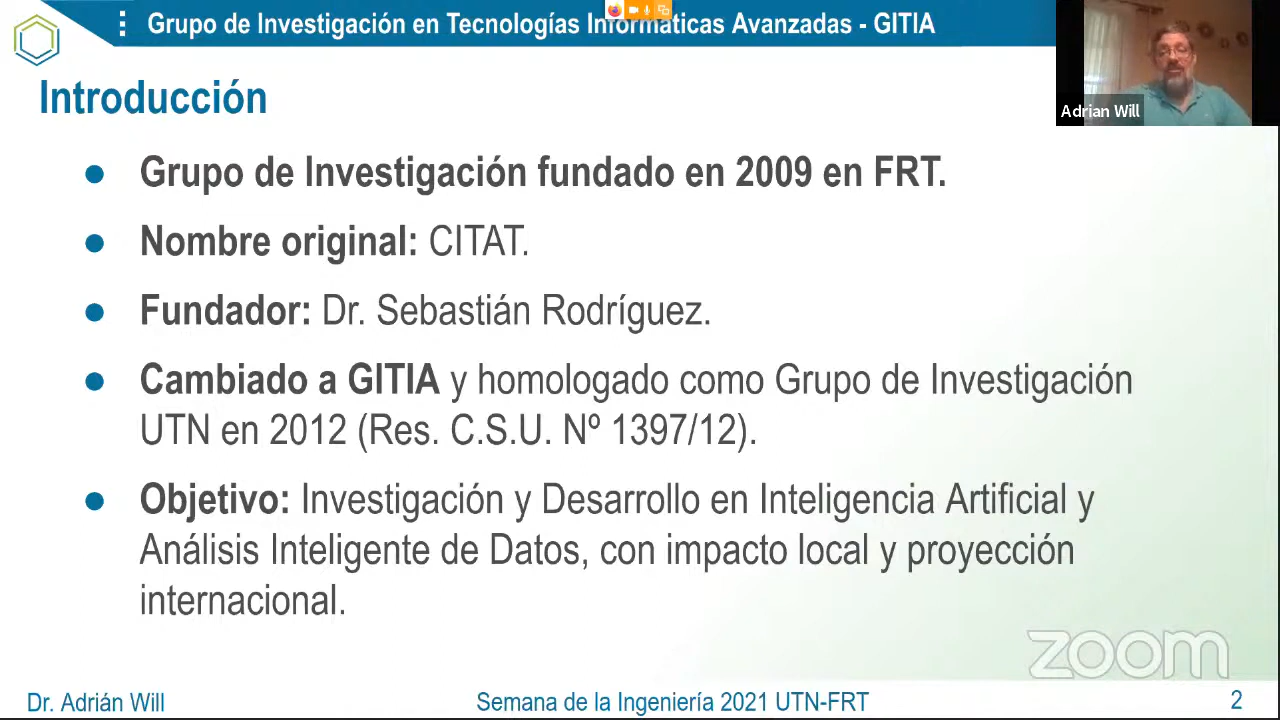 Grupo de Investigación en Tecnologías Informáticas Avanzadas - GITIA
Adrian Will
Introducción
Grupo de Investigación fundado en 2009 en FRT.
Nombre original: CITAT.
Fundador: Dr. Sebastián Rodríguez.
Cambiado a GITIA y homologado como Grupo de Investigación
UTN en 2012 (Res. C.S.U. Nº 1397/12).
Objetivo: Investigación y Desarrollo en Inteligencia Artificial y
Análisis Inteligente de Datos, con impacto local y proyección
internacional.
zoom
Dr. Adrián Will
Semana de la Ingeniería 2021 UTN-FRT
2